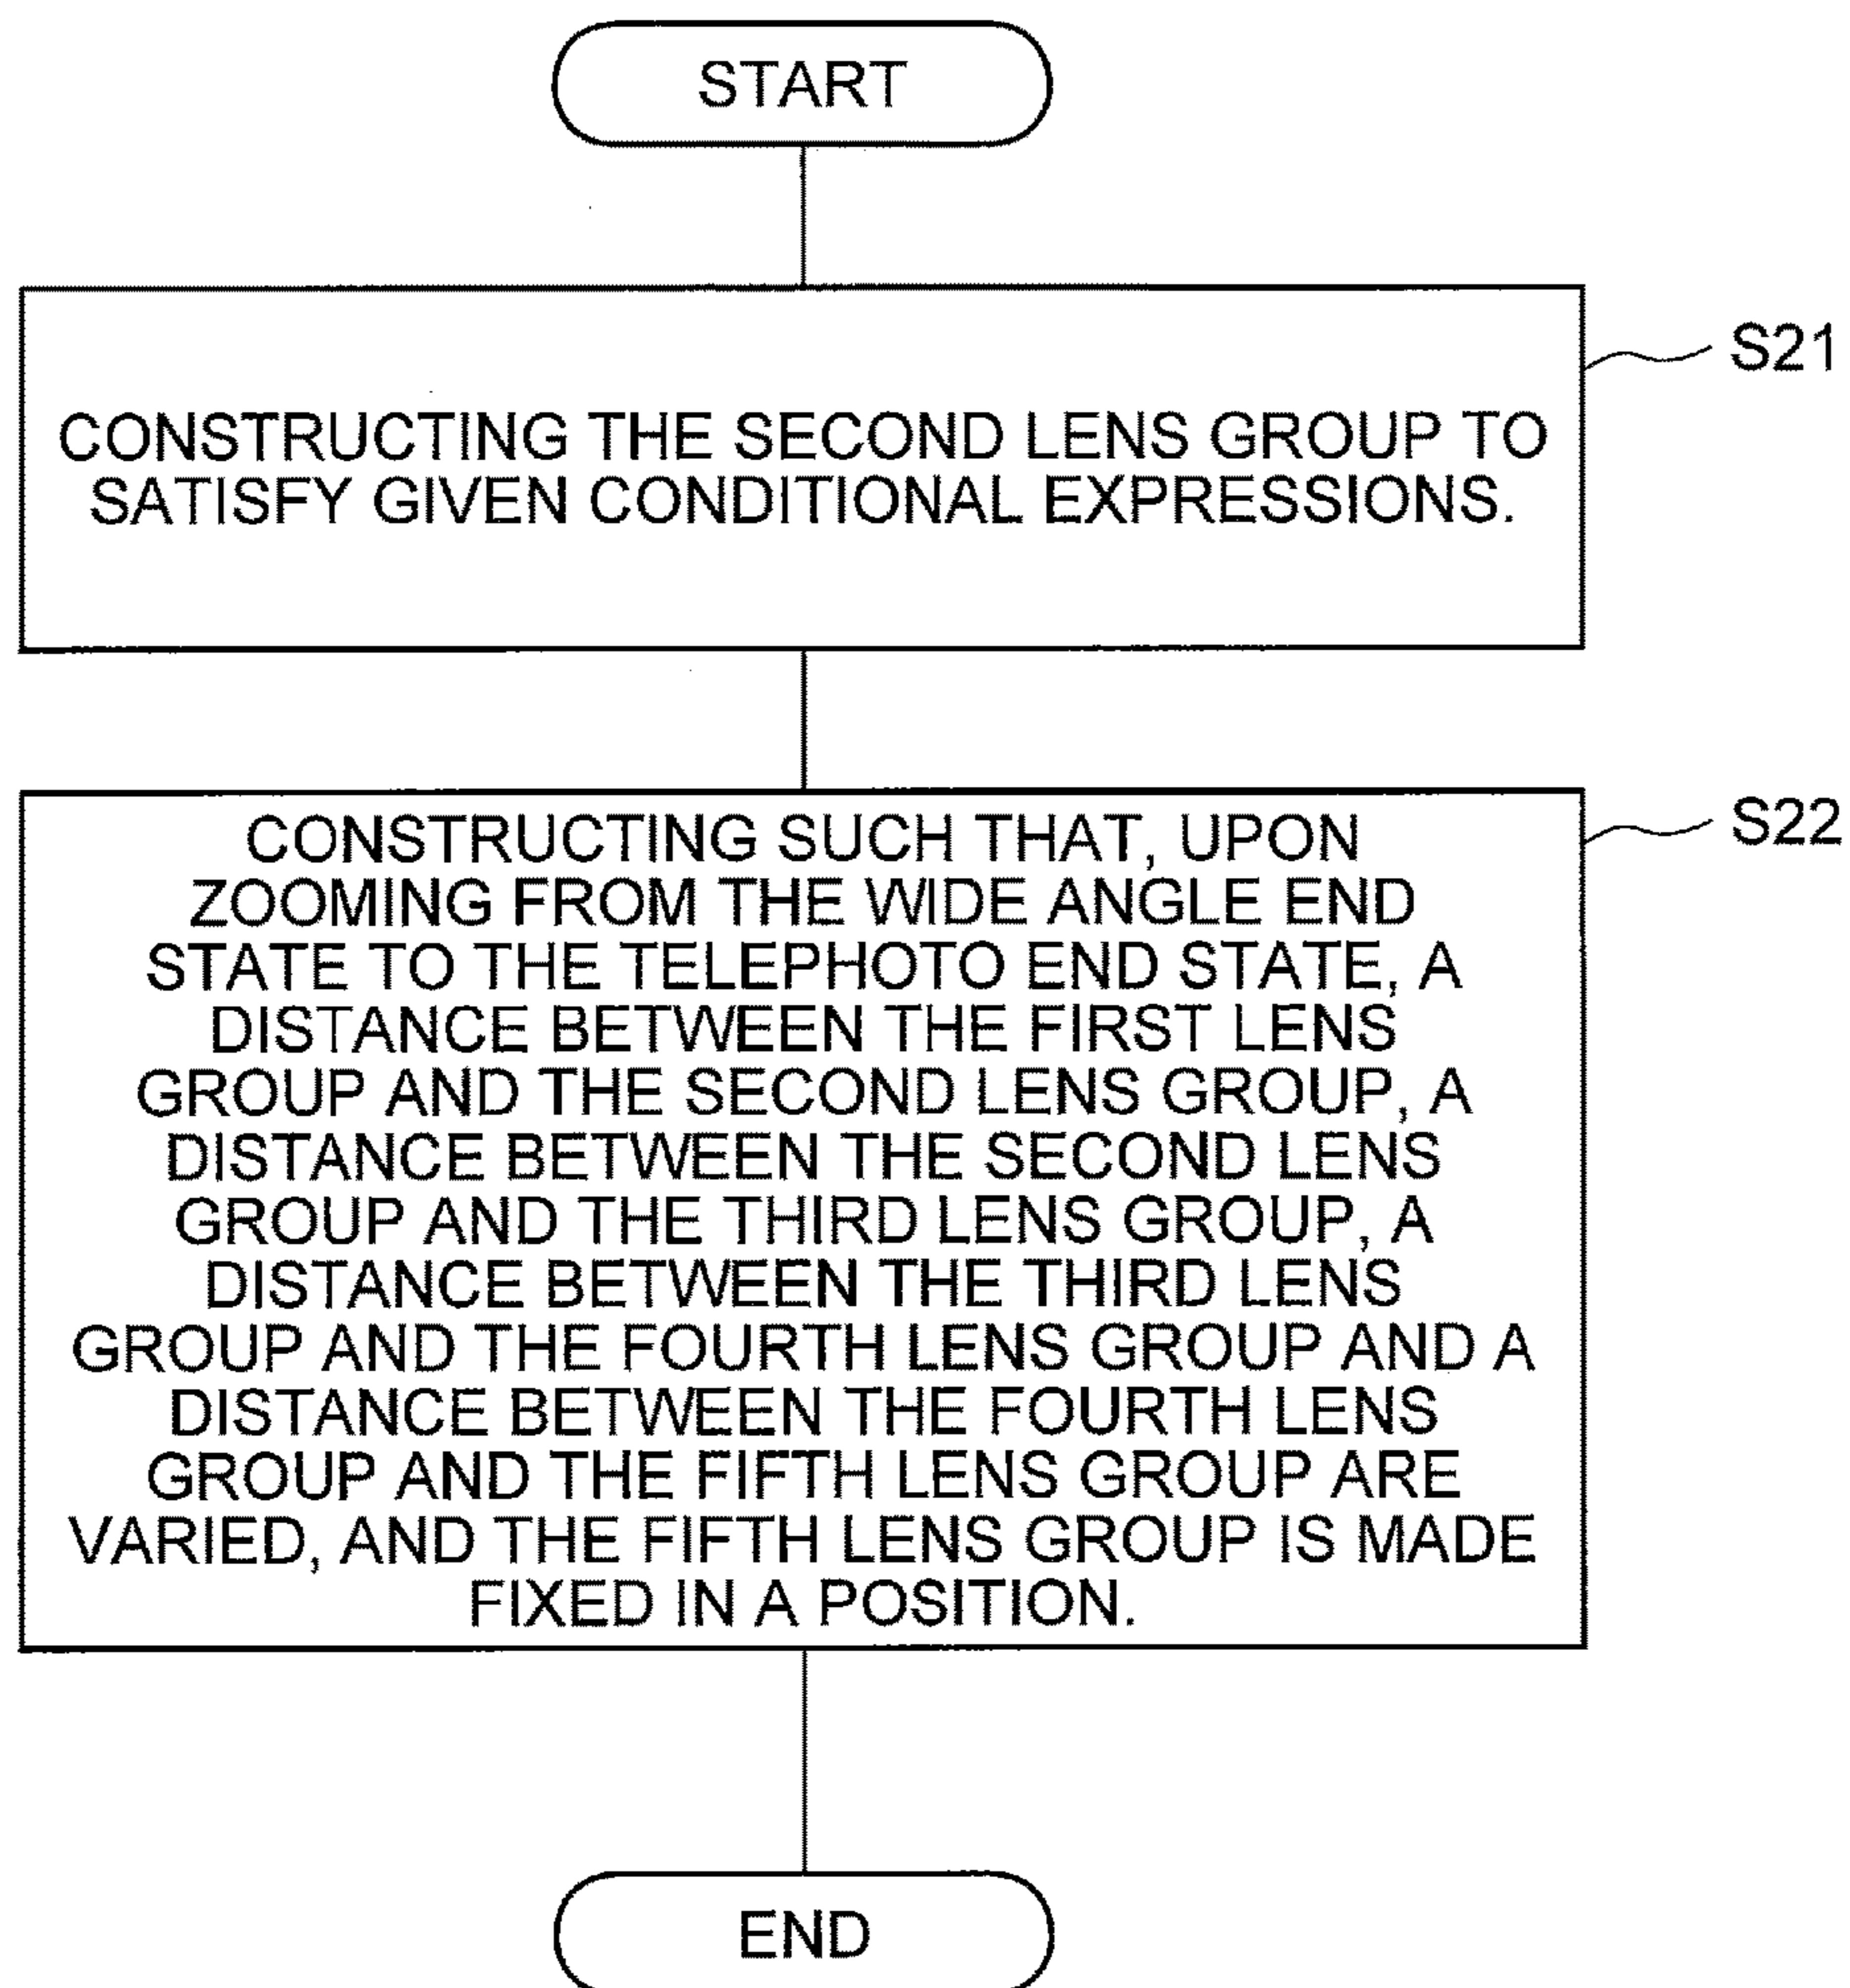 START
S21
CONSTRUCTING THE SECOND LENS GROUP TO
SATISFY GIVEN CONDITIONAL EXPRESSIONS.
S22
CONSTRUCTING SUCH THAT, UPON
ZOOMING FROM THE WIDE ANGLE END
STATE TO THE TELEPHOTO END STATE, A
DISTANCE BETWEEN THE FIRST LENS
GROUP AND THE SECOND LENS GROUP, A
DISTANCE BETWEEN THE SECOND LENS
GROUP AND THE THIRD LENS GROUP, A
DISTANCE BETWEEN THE THIRD LENS
GROUP AND THE FOURTH LENS GROUP AND A
DISTANCE BETWEEN THE FOURTH LENS
GROUP AND THE FIFTH LENS GROUP ARE
VARIED, AND THE FIFTH LENS GROUP IS MADE
FIXED IN A POSITION.
END